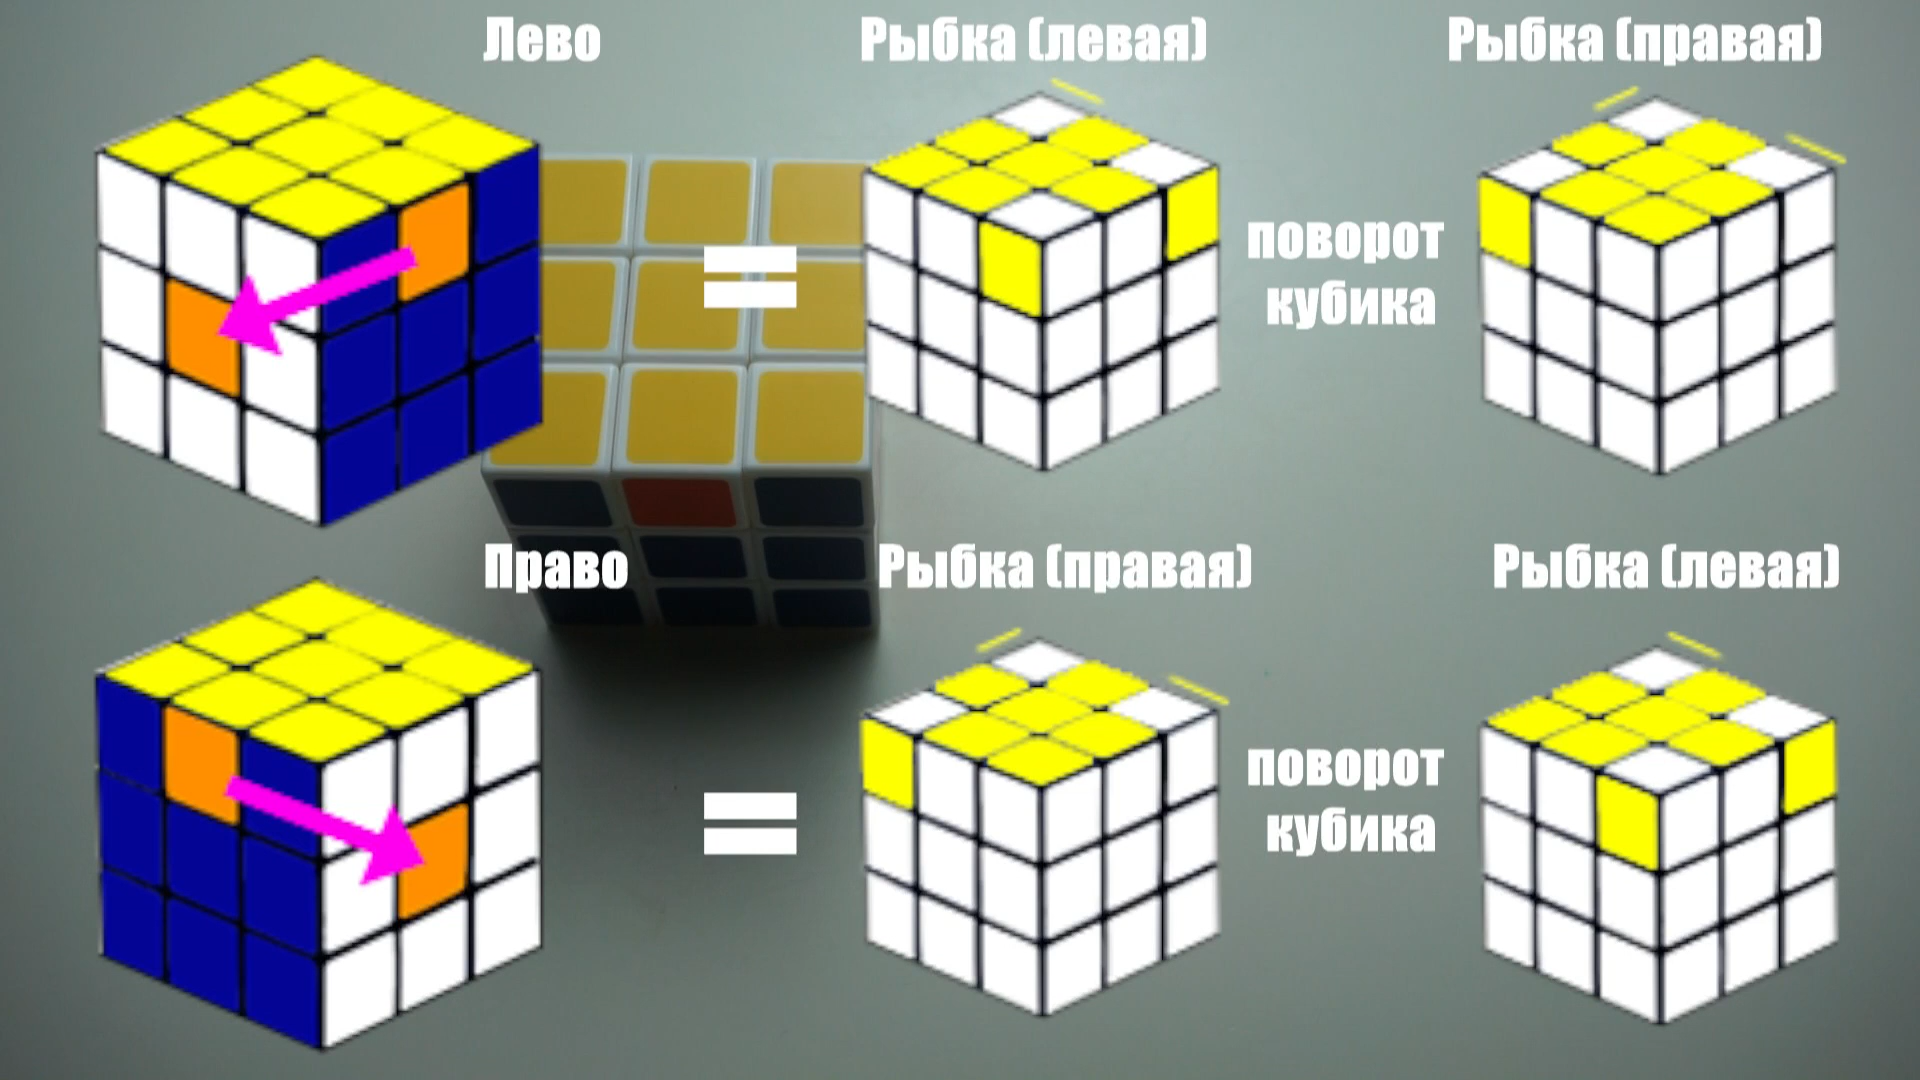 Лево
Рыбка (левая)
Рыбка (правая)
поворот
кубика
Право
Рыбка (правая)
Рыбка (левая)
поворот
кубика